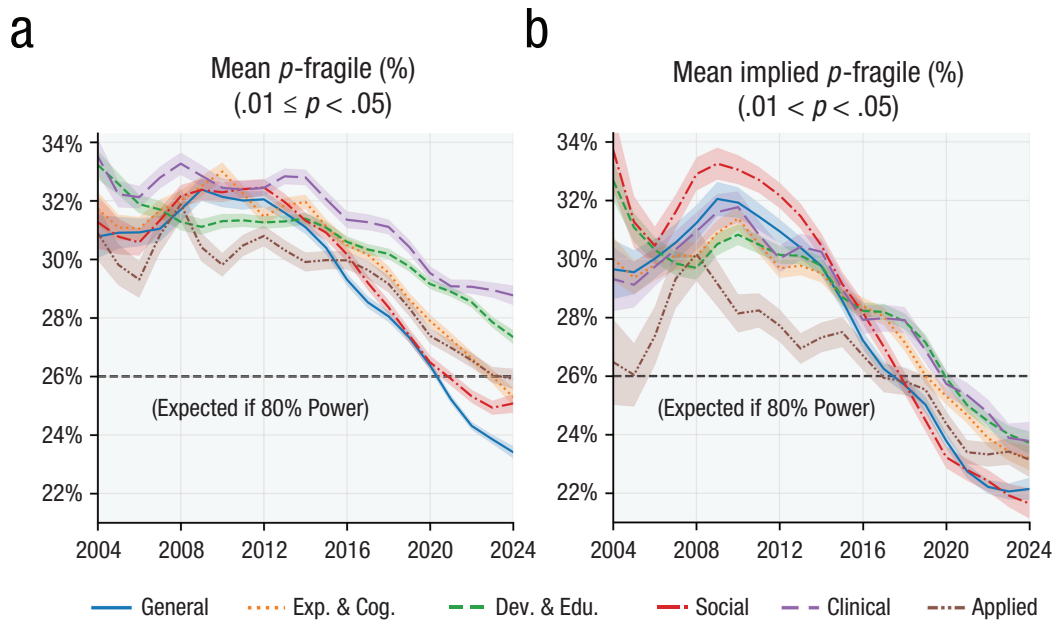 a
Mean p-fragile (%)
(.01 ≤ p < .05)
34%
32%
30%
28%
26%
24%
22%
(Expected if 80% Power)
2004 2008 2012 2016 2020 2024
b
Mean implied p-fragile (%)
(.01 < p < .05)
34%
32%
30%
28%
26%
24%
22%
(Expected if 80% Power)
2004 2008 2012 2016 2020 2024
General Exp. & Cog. Dev. & Edu. Social Clinical Applied